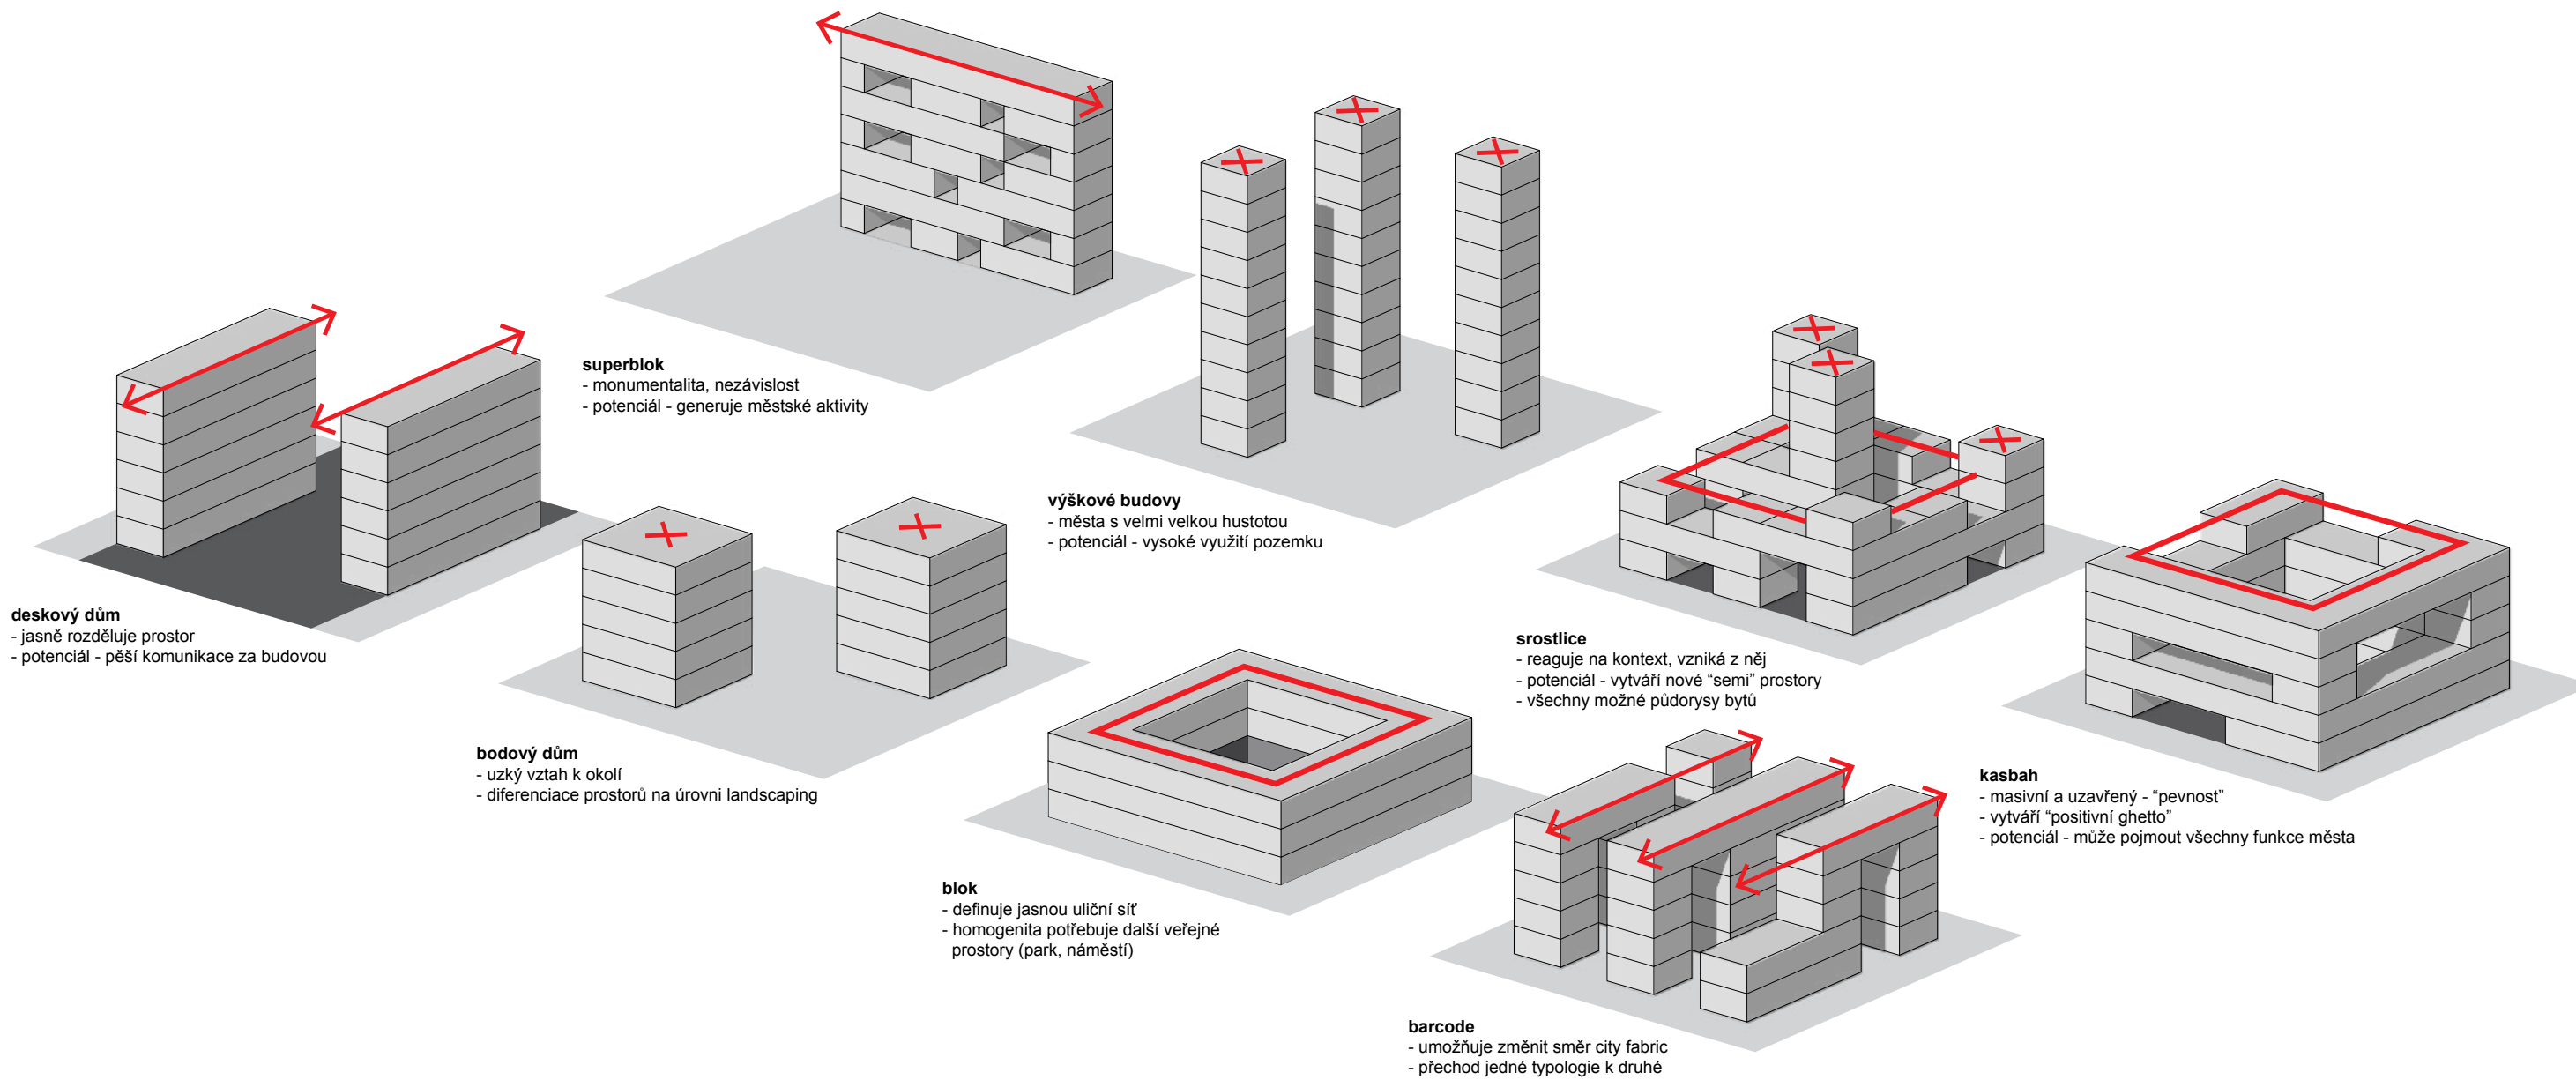 superblok
- monumentalita, nezávislost
- potenciál - generuje městské aktivity
výškové budovy
- města s velmi velkou hustotou
- potenciál - vysoké využití pozemku
deskový dům
- jasně rozděluje prostor
- potenciál - pěší komunikace za budovou
srostlice
- reaguje na kontext, vzniká z něj
- potenciál - vytváří nové “semi” prostory
- všechny možné půdorysy bytů
bodový dům
- uzký vztah k okolí
- diferenciace prostorů na úrovni landscaping
kasbah
- masivní a uzavřený - “pevnost”
- vytváří “positivní ghetto”
- potenciál - může pojmout všechny funkce města
blok
- definuje jasnou uliční síť
- homogenita potřebuje další veřejné
prostory (park, náměstí)
barcode
- umožňuje změnit směr city fabric
- přechod jedné typologie k druhé